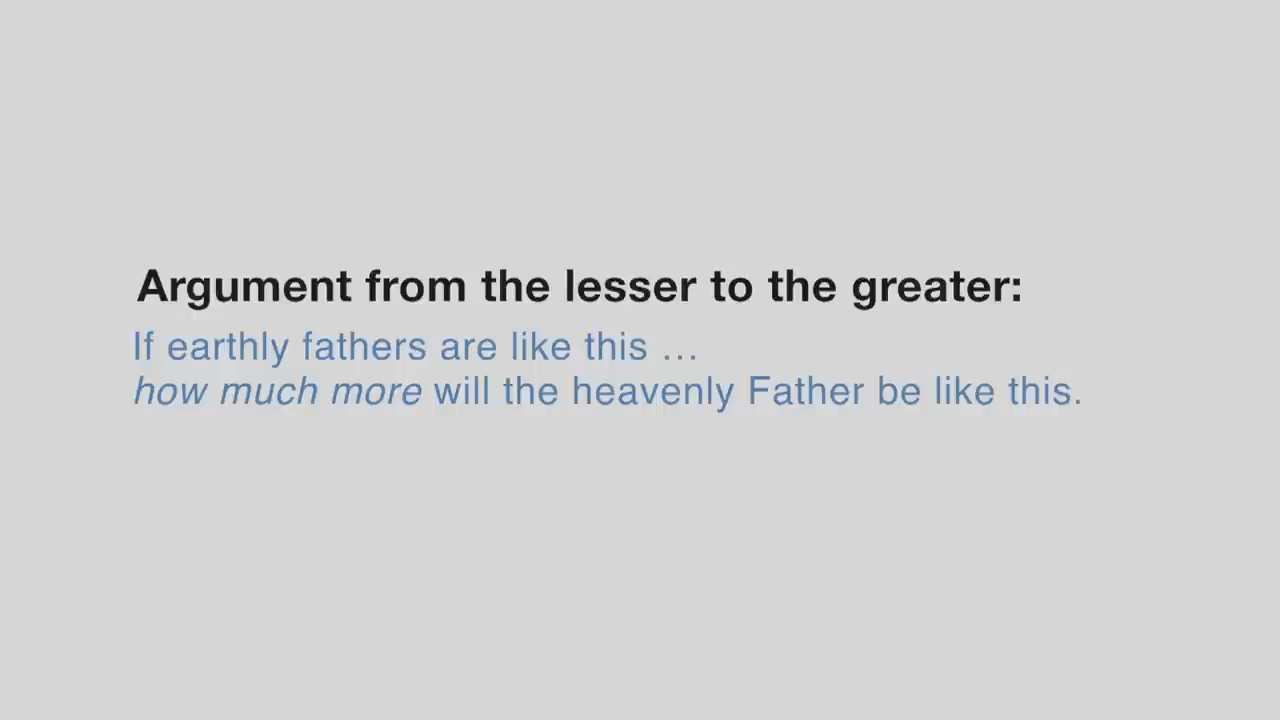 Argument from the lesser to the greater:
If earthly fathers are like this …
how much more will the heavenly Father be like this.